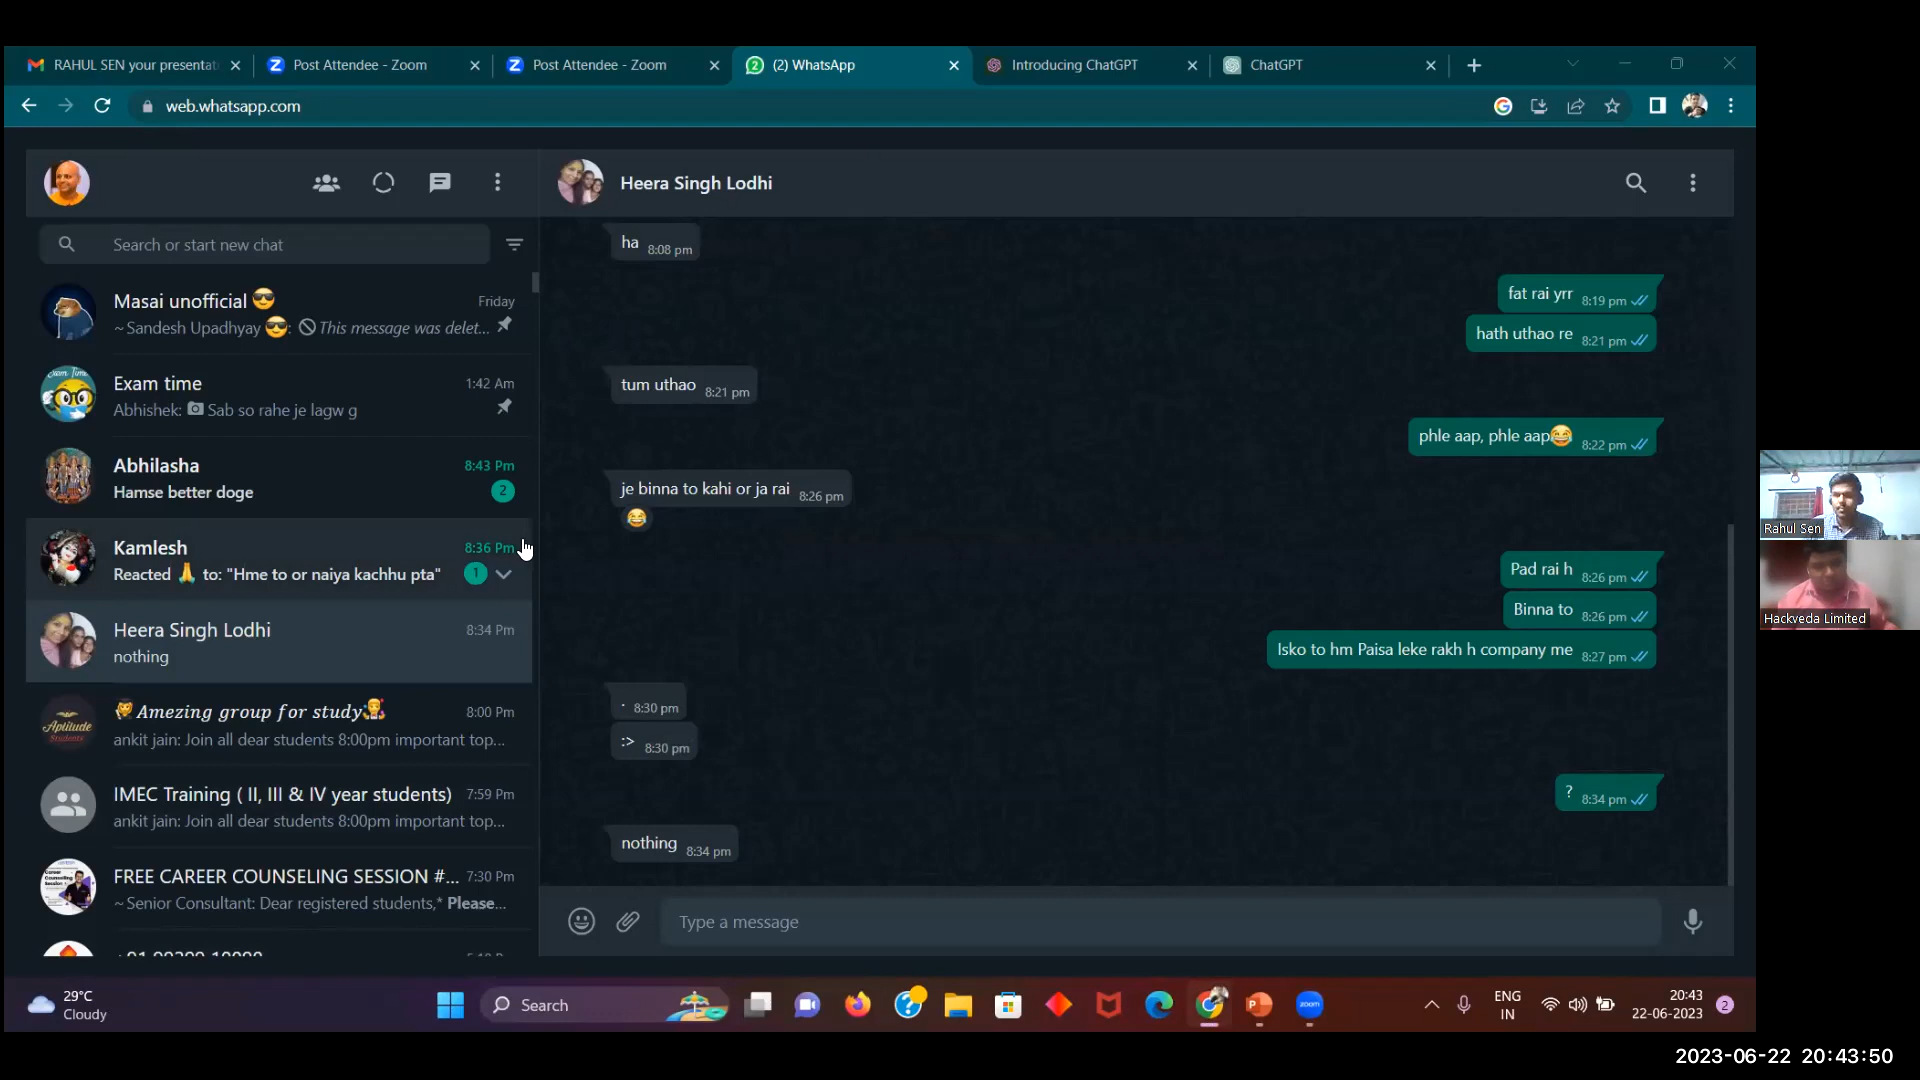 RAHUL SEN your presentat
Post Attendee - Zoom
Post Attendee - Zoom
(2) WhatsApp
Introducing ChatGPT
ChatGPT
web.whatsapp.com
Search or start new chat
Masai unofficial 😎 Friday
~Sandesh Upadhyay 😎: This message was delet...
Exam time 1:42 Am
Abhishek: Sab so rahe je lagw g
Abhilasha 8:43 Pm
Hamse better doge 2
Kamlesh 8:36 Pm
Reacted 🙏 to: "Hme to or naiya kachhu pta" 1
Heera Singh Lodhi 8:34 Pm
nothing
Amezing group for study 8:00 Pm
Aptitude
Students
ankit jain: Join all dear students 8:00pm important top...
IMEC Training ( II, III & IV year students) 7:59 Pm
ankit jain: Join all dear students 8:00pm important top...
FREE CAREER COUNSELING SESSION #... 7:30 Pm
~Senior Consultant: Dear registered students,* Please...
Heera Singh Lodhi
ha 8:08 pm
fat rai yrr 8:19 pm
hath uthao re 8:21 pm
tum uthao 8:21 pm
phle aap, phle aap😂 8:22 pm
je binna to kahi or ja rai 8:26 pm
😂
Pad rai h 8:26 pm
Binna to 8:26 pm
Isko to hm Paisa leke rakh h company me 8:27 pm
. 8:30 pm
:> 8:30 pm
? 8:34 pm
nothing 8:34 pm
Type a message
Rahul Sen
Hackveda Limited
29°C
Cloudy
Search
zoom
ENG
IN
20:43
22-06-2023
2
2023-06-22 20:43:50